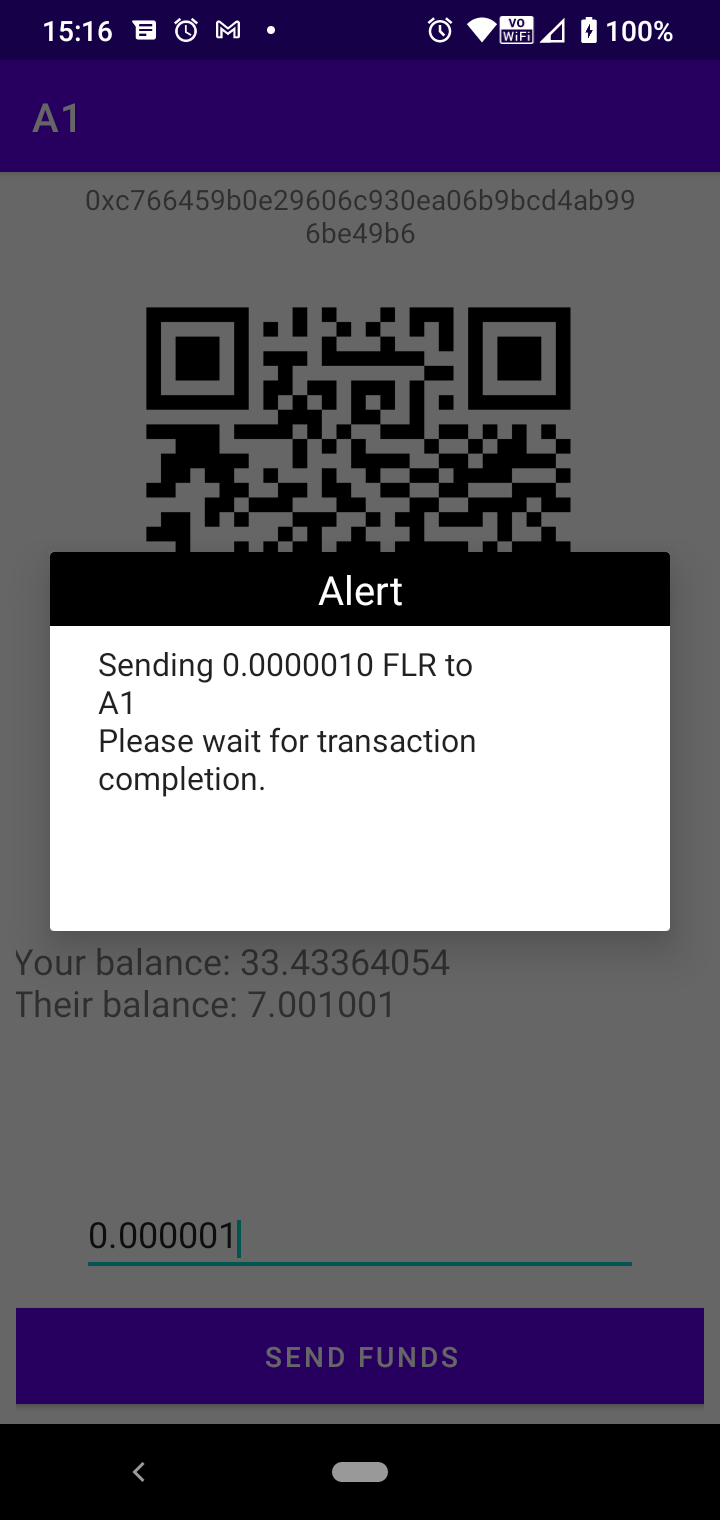 15:16 VO WiFi 100%
A1
0xc766459b0e29606c930ea06b9bcd4ab99
6be49b6
Alert
Sending 0.0000010 FLR to
A1
Please wait for transaction
completion.
Your balance: 33.43364054
Their balance: 7.001001
0.000001
SEND FUNDS